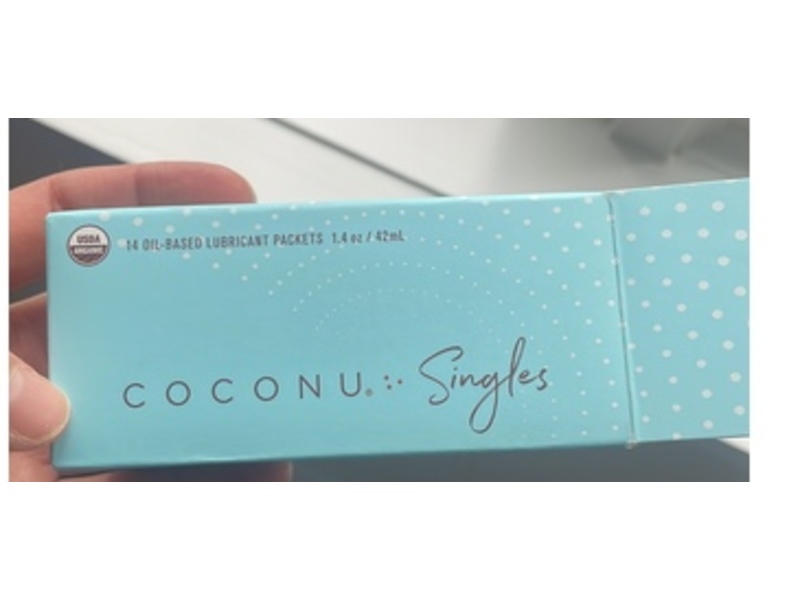 USDA
ORGANIC
14 OIL-BASED LUBRICANT PACKETS 1.4 oz / 42mL
COCONU® Singles